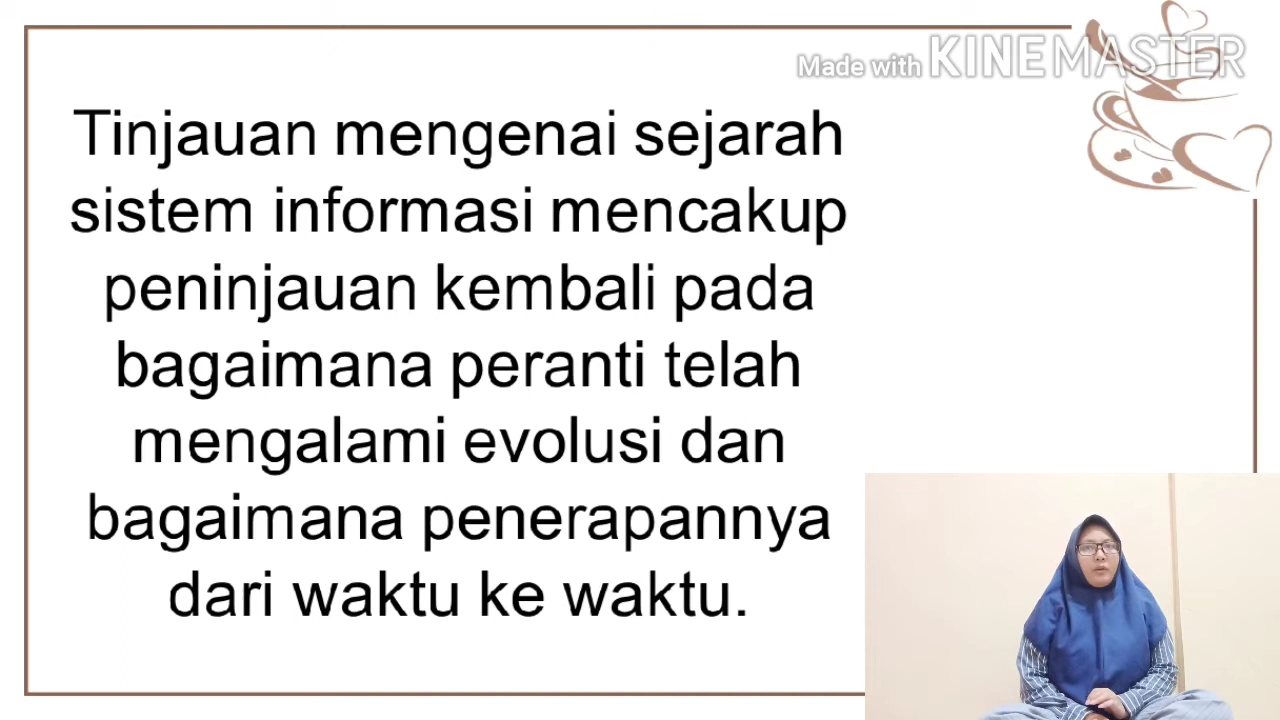 Made with KINEMASTER
Tinjauan mengenai sejarah
sistem informasi mencakup
peninjauan kembali pada
bagaimana peranti telah
mengalami evolusi dan
bagaimana penerapannya
dari waktu ke waktu.